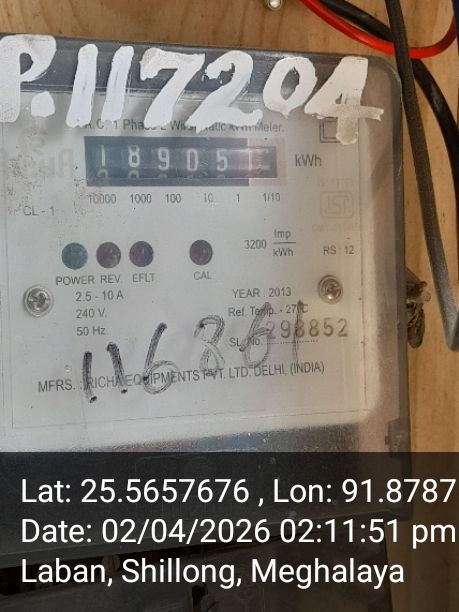 P.117204
A.C. 1 Phase 2 Wire Static kWh Meter.
18905
kWh
10000 1000 100 10 1 1/10
CL - 1
3200 Imp/kWh
RS : 12
POWER REV. EFLT CAL
2.5 - 10 A
240 V.
50 Hz.
YEARː 2013
Ref. Temp. - 27°C
SL. No. 298852
116861
MFRS. : RICHA EQUIPMENTS PVT. LTD. DELHI, (INDIA)
Lat: 25.5657676 , Lon: 91.8787
Date: 02/04/2026 02:11:51 pm
Laban, Shillong, Meghalaya